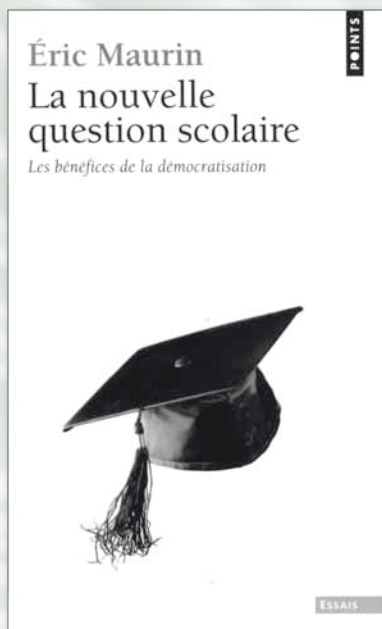 POINTS
Éric Maurin
La nouvelle
question scolaire
Les bénéfices de la démocratisation
ESSAIS